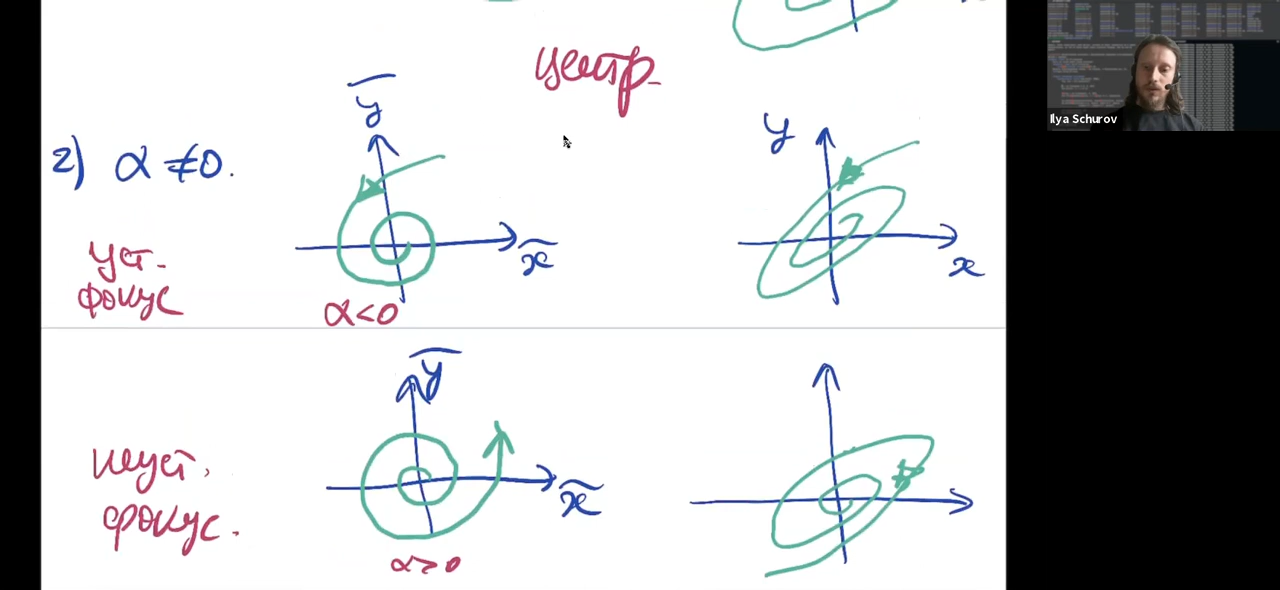 центр
Ilya Schurov
y
y
2) α ≠ 0.
x
x
уст.
фокус
α < 0
y
неуст.
фокус.
x
α > 0